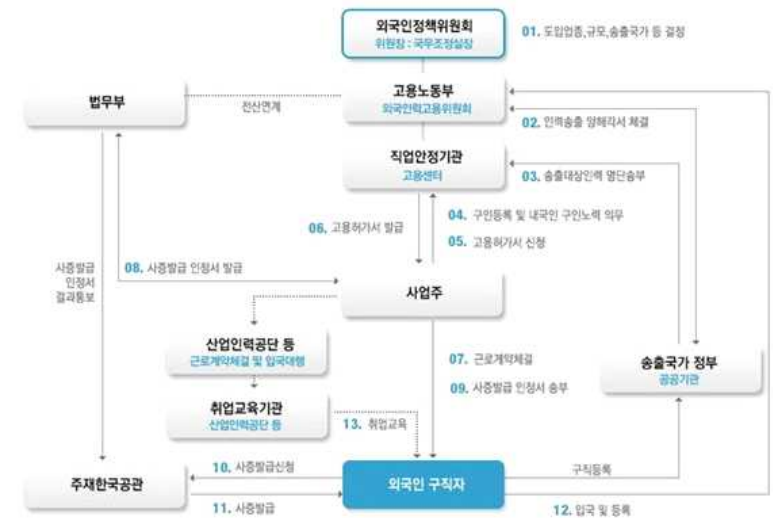 외국인정책위원회
위원장 : 국무조정실장
01. 도입업종,규모,송출국가 등 결정
고용노동부
외국인력고용위원회
법무부
전산연계
02. 인력송출 양해각서 체결
직업안정기관
고용센터
03. 송출대상인력 명단송부
04. 구인등록 및 내국인 구인노력 의무
06. 고용허가서 발급
05. 고용허가서 신청
사증발급
인정서
결과통보
08. 사증발급 인정서 발급
사업주
산업인력공단 등
근로계약체결 및 입국대행
07. 근로계약체결
송출국가 정부
공공기관
09. 사증발급 인정서 송부
취업교육기관
산업인력공단 등
13. 취업교육
10. 사증발급신청
구직등록
주재한국공관
외국인 구직자
11. 사증발급
12. 입국 및 등록